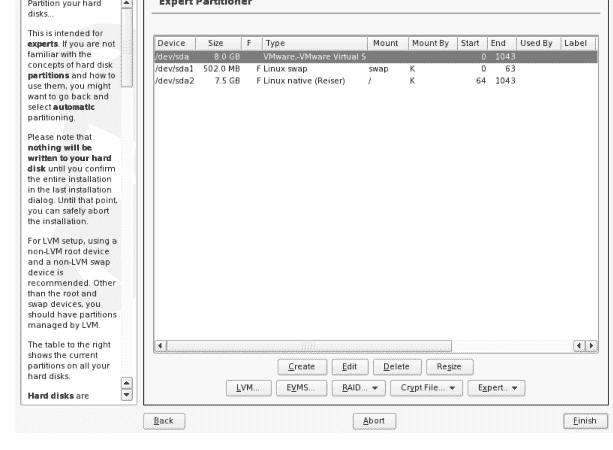 Partition your hard
disks...
This is intended for
experts. If you are not
familiar with the
concepts of hard disk
partitions and how to
use them, you might
want to go back and
select automatic
partitioning.
Please note that
nothing will be
written to your hard
disk until you confirm
the entire installation
in the last installation
dialog. Until that point,
you can safely abort
the installation.
For LVM setup, using a
non-LVM root device
and a non-LVM swap
device is
recommended. Other
than the root and
swap devices, you
should have partitions
managed by LVM.
The table to the right
shows the current
partitions on all your
hard disks.
Hard disks are
Expert Partitioner
Device Size F Type Mount Mount By Start End Used By Label
/dev/sda 8.0 GB VMware,-VMware Virtual S 0 1043
/dev/sda1 502.0 MB F Linux swap swap K 0 63
/dev/sda2 7.5 GB F Linux native (Reiser) / K 64 1043
Create Edit Delete Resize
LVM... EVMS... RAID... Crypt File... Expert..
Back Abort Finish